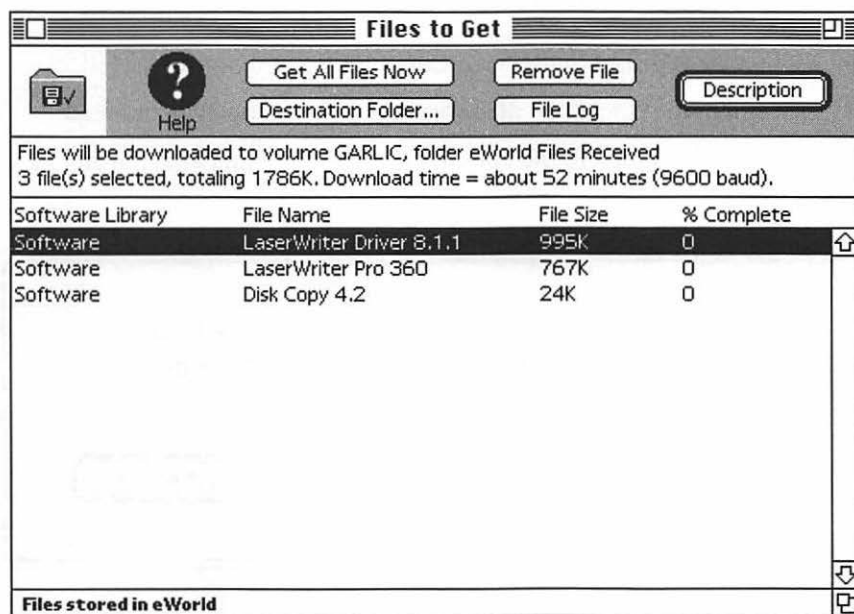 Files to Get
Get All Files Now
Remove File
Description
Help
Destination Folder...
File Log
Files will be downloaded to volume GARLIC, folder eWorld Files Received
3 file(s) selected, totaling 1786K. Download time = about 52 minutes (9600 baud).
Software Library File Name File Size % Complete
Software LaserWriter Driver 8.1.1 995K 0
Software LaserWriter Pro 360 767K 0
Software Disk Copy 4.2 24K 0
Files stored in eWorld